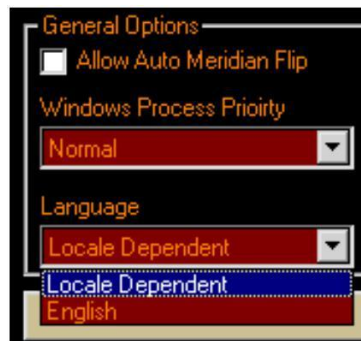 General Options
Allow Auto Meridian Flip
Windows Process Prioirty
Normal
Language
Locale Dependent
Locale Dependent
English